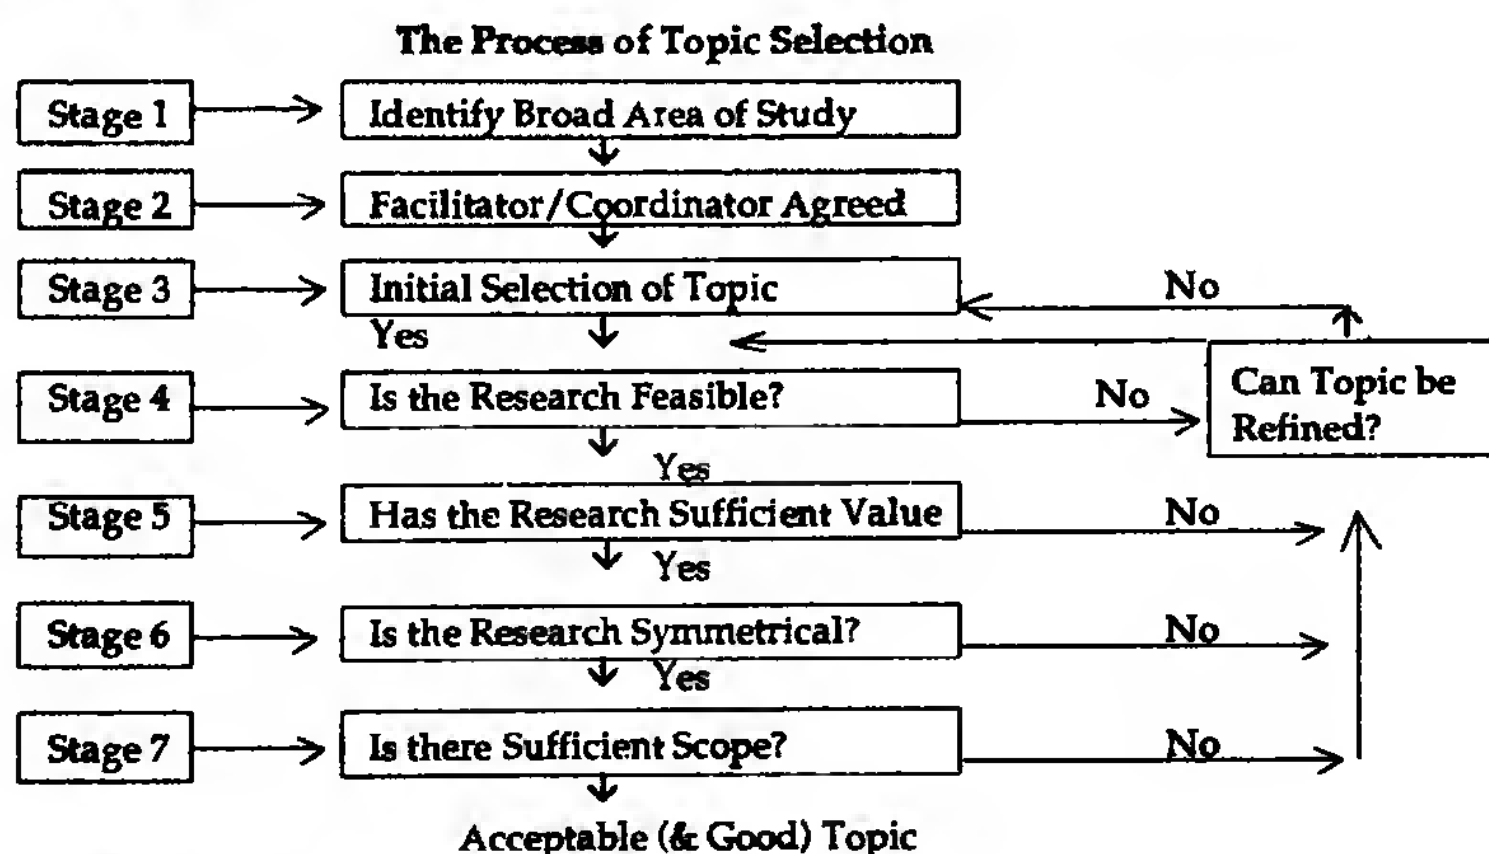 The Process of Topic Selection
Stage 1 Identify Broad Area of Study
Stage 2 Facilitator/Coordinator Agreed
Stage 3 Initial Selection of Topic No
Yes
Stage 4 Is the Research Feasible? No Can Topic be
Refined?
Yes
Stage 5 Has the Research Sufficient Value No
Yes
Stage 6 Is the Research Symmetrical? No
Yes
Stage 7 Is there Sufficient Scope? No
Acceptable (& Good) Topic